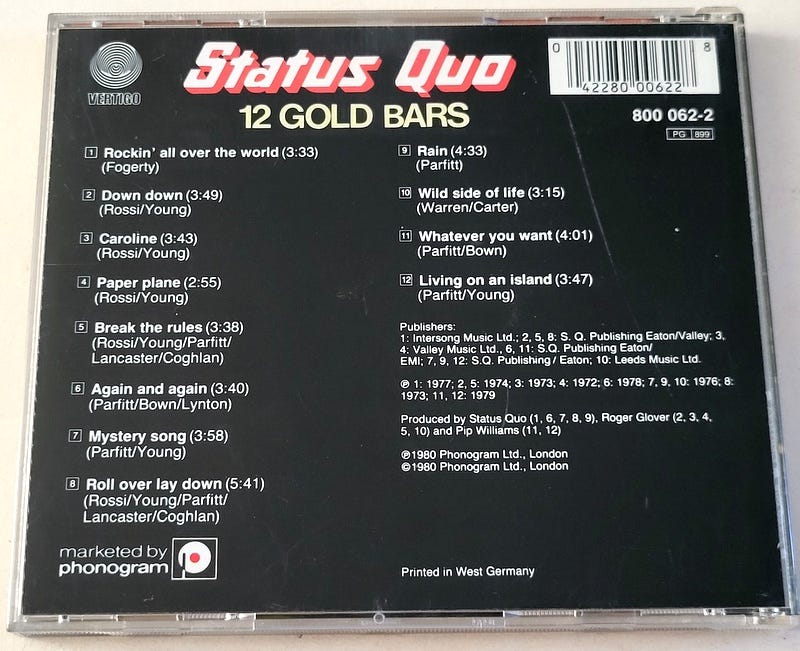 VERTIGO
Status Quo
12 GOLD BARS
0 42280 00622 8
800 062-2
PG 899
1 Rockin' all over the world (3:33)
(Fogerty)
2 Down down (3:49)
(Rossi/Young)
3 Caroline (3:43)
(Rossi/Young)
4 Paper plane (2:55)
(Rossi/Young)
5 Break the rules (3:38)
(Rossi/Young/Parfitt/
Lancaster/Coghlan)
6 Again and again (3:40)
(Parfitt/Bown/Lynton)
7 Mystery song (3:58)
(Parfitt/Young)
8 Roll over lay down (5:41)
(Rossi/Young/Parfitt/
Lancaster/Coghlan)
marketed by
phonogram
9 Rain (4:33)
(Parfitt)
10 Wild side of life (3:15)
(Warren/Carter)
11 Whatever you want (4:01)
(Parfitt/Bown)
12 Living on an island (3:47)
(Parfitt/Young)
Publishers:
1: Intersong Music Ltd.; 2, 5, 8: S. Q. Publishing Eaton/Valley; 3,
4: Valley Music Ltd., 6, 11: S.Q. Publishing Eaton/
EMI; 7, 9, 12: S.Q. Publishing / Eaton; 10: Leeds Music Ltd.
℗ 1: 1977; 2, 5: 1974; 3: 1973; 4: 1972; 6: 1978; 7, 9, 10: 1976; 8:
1973; 11, 12: 1979
Produced by Status Quo (1, 6, 7, 8, 9), Roger Glover (2, 3, 4,
5, 10) and Pip Williams (11, 12)
℗1980 Phonogram Ltd., London
©1980 Phonogram Ltd., London
Printed in West Germany